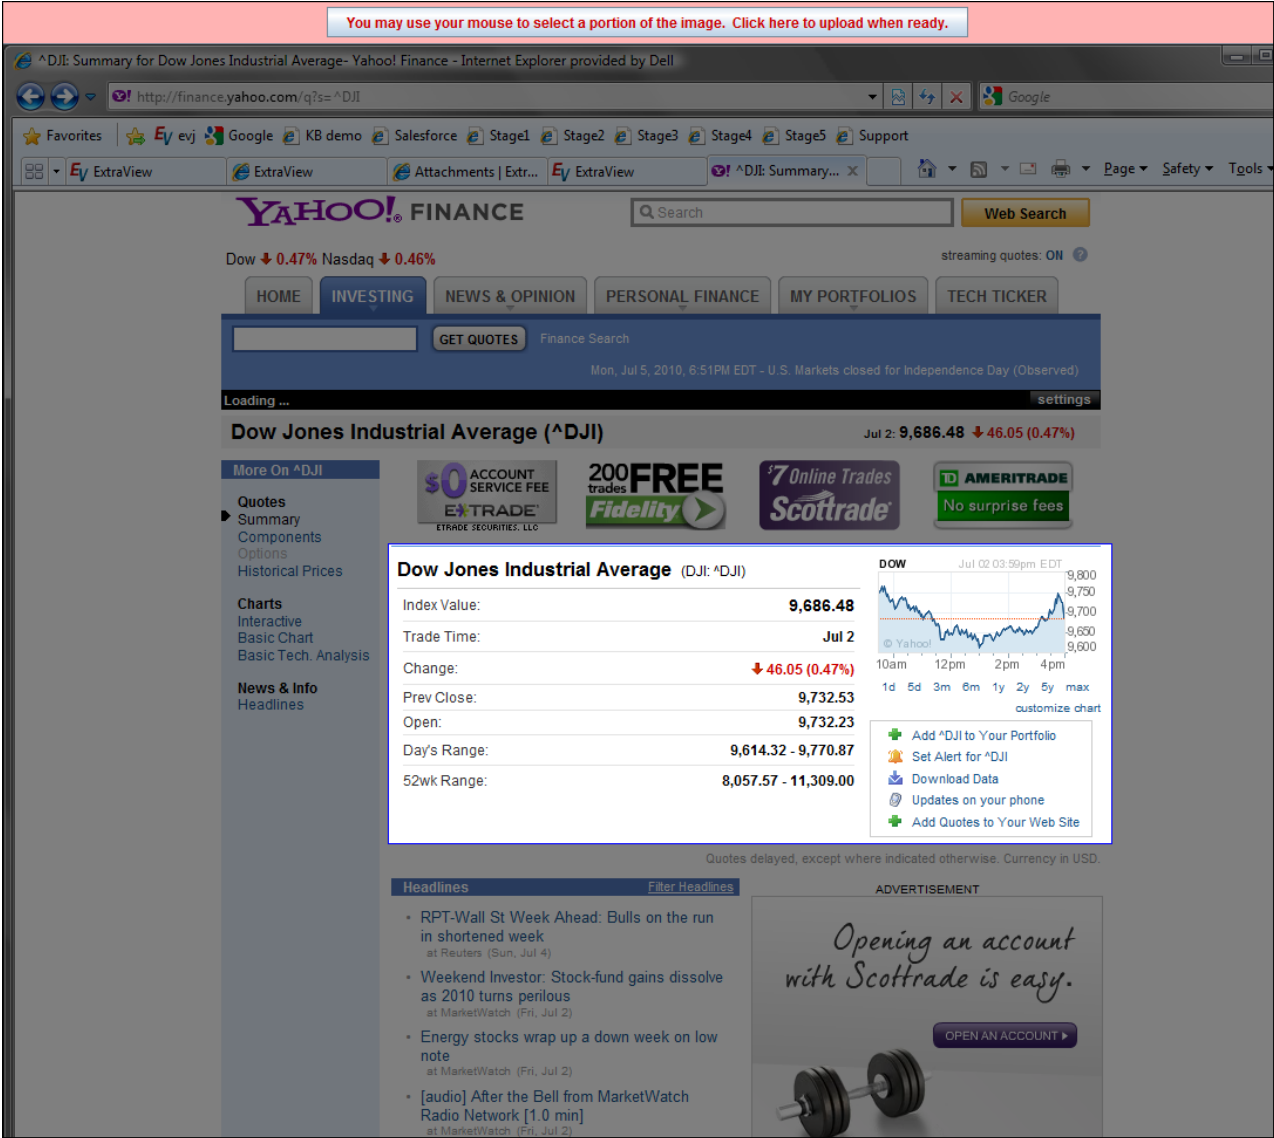 You may use your mouse to select a portion of the image. Click here to upload when ready.
^DJI: Summary for Dow Jones Industrial Average- Yahoo! Finance - Internet Explorer provided by Dell
http://finance.yahoo.com/q?s=^DJI
Google
Favorites evj Google KB demo Salesforce Stage1 Stage2 Stage3 Stage4 Stage5 Support
ExtraView ExtraView Attachments | Extr... ExtraView ^DJI: Summary... Page Safety Tools
YAHOO! FINANCE Search Web Search
Dow 0.47% Nasdaq 0.46% streaming quotes: ON ?
HOME INVESTING NEWS & OPINION PERSONAL FINANCE MY PORTFOLIOS TECH TICKER
GET QUOTES Finance Search
Mon, Jul 5, 2010, 6:51PM EDT - U.S. Markets closed for Independence Day (Observed)
Loading ... settings
Dow Jones Industrial Average (^DJI) Jul 2: 9,686.48 46.05 (0.47%)
More On ^DJI
Quotes
Summary
Components
Options
Historical Prices
Charts
Interactive
Basic Chart
Basic Tech. Analysis
News & Info
Headlines
$0 ACCOUNT SERVICE FEE
E*TRADE
ETRADE SECURITIES, LLC
200 trades FREE
Fidelity
$7 Online Trades
Scottrade
TD AMERITRADE
No surprise fees
Dow Jones Industrial Average (DJI: ^DJI)
Index Value: 9,686.48
Trade Time: Jul 2
Change: 46.05 (0.47%)
Prev Close: 9,732.53
Open: 9,732.23
Day's Range: 9,614.32 - 9,770.87
52wk Range: 8,057.57 - 11,309.00
DOW Jul 02 03:59pm EDT
9,800
9,750
9,700
9,650
9,600
© Yahoo!
10am 12pm 2pm 4pm
1d 5d 3m 6m 1y 2y 5y max
customize chart
Add ^DJI to Your Portfolio
Set Alert for ^DJI
Download Data
Updates on your phone
Add Quotes to Your Web Site
Quotes delayed, except where indicated otherwise. Currency in USD.
Headlines Filter Headlines
RPT-Wall St Week Ahead: Bulls on the run
in shortened week
at Reuters (Sun, Jul 4)
Weekend Investor: Stock-fund gains dissolve
as 2010 turns perilous
at MarketWatch (Fri, Jul 2)
Energy stocks wrap up a down week on low
note
at MarketWatch (Fri, Jul 2)
[audio] After the Bell from MarketWatch
Radio Network [1.0 min]
at MarketWatch (Fri, Jul 2)
ADVERTISEMENT
Opening an account
with Scottrade is easy.
OPEN AN ACCOUNT